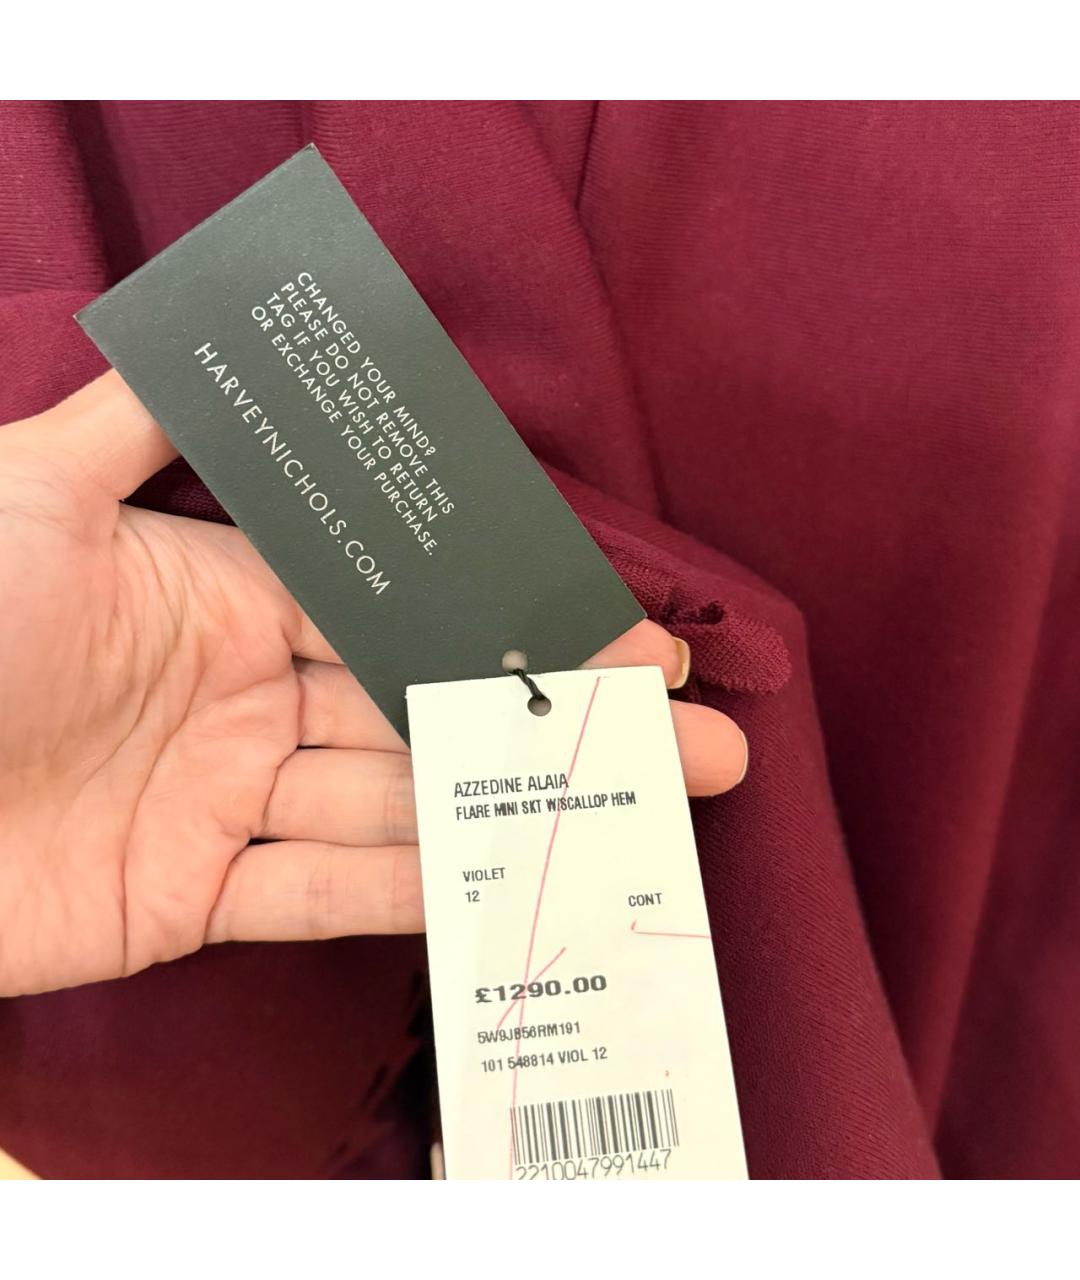 CHANGED YOUR MIND?
PLEASE DO NOT REMOVE THIS
TAG IF YOU WISH TO RETURN
OR EXCHANGE YOUR PURCHASE.
HARVEYNICHOLS.COM
AZZEDINE ALAIA
FLARE MINI SKT W/SCALLOP HEM
VIOLET
12
CONT
£1290.00
5W9JB56RM191
101 548814 VIOL 12
2210047991447